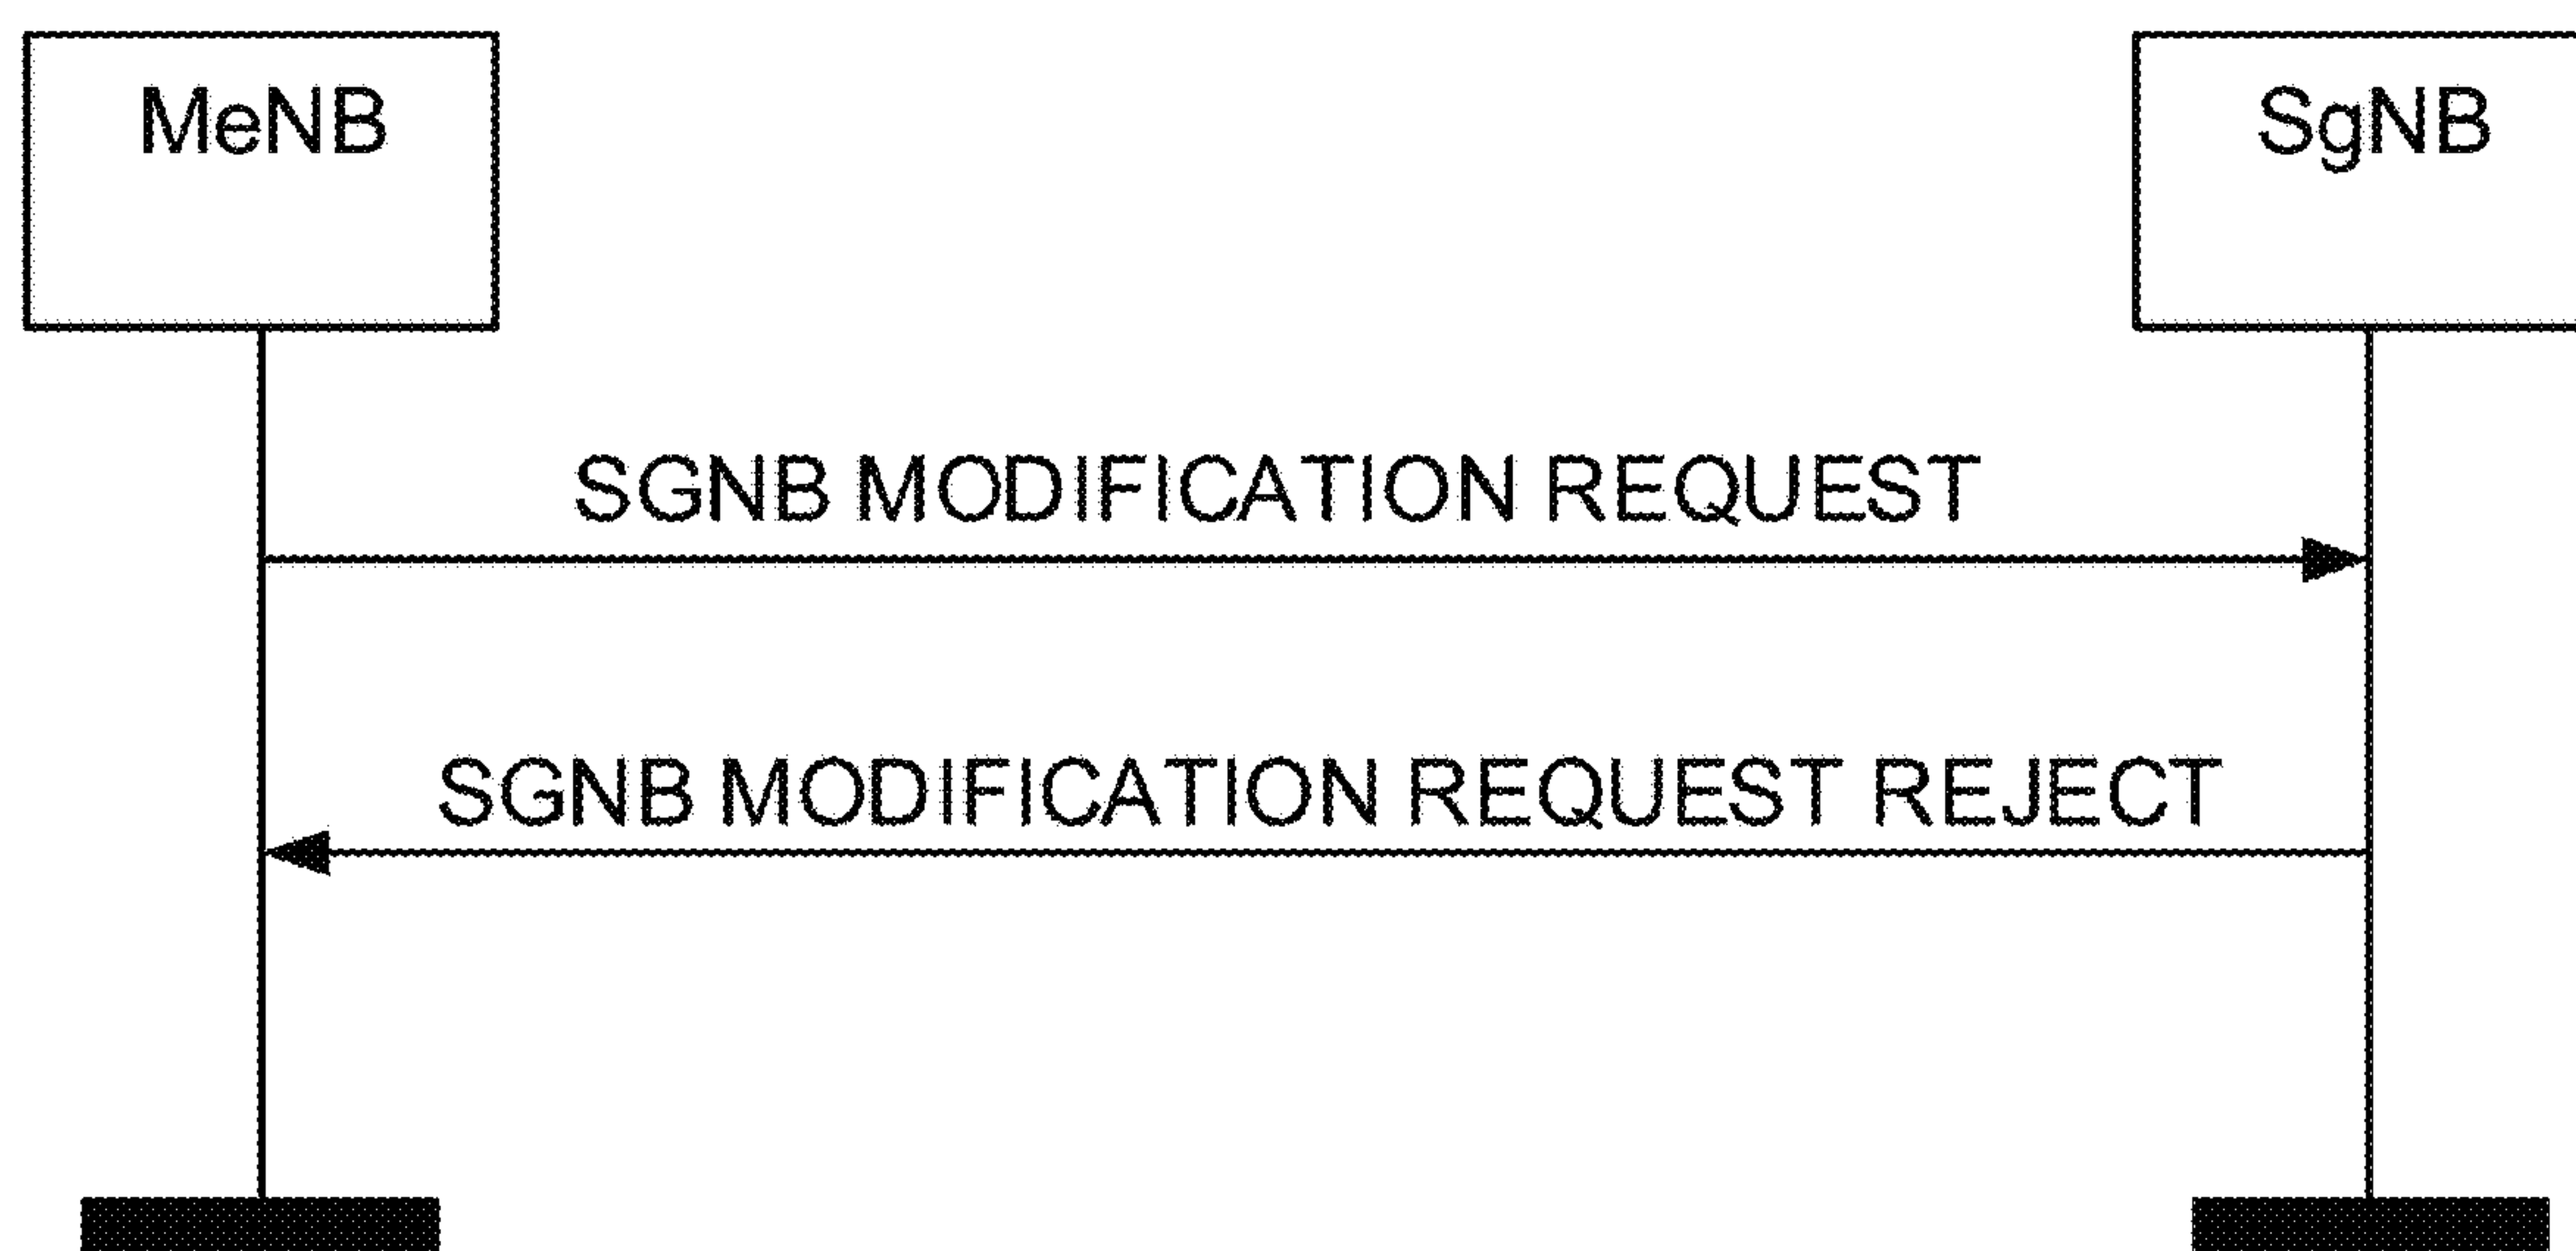 MeNB
SgNB
SGNB MODIFICATION REQUEST
SGNB MODIFICATION REQUEST REJECT